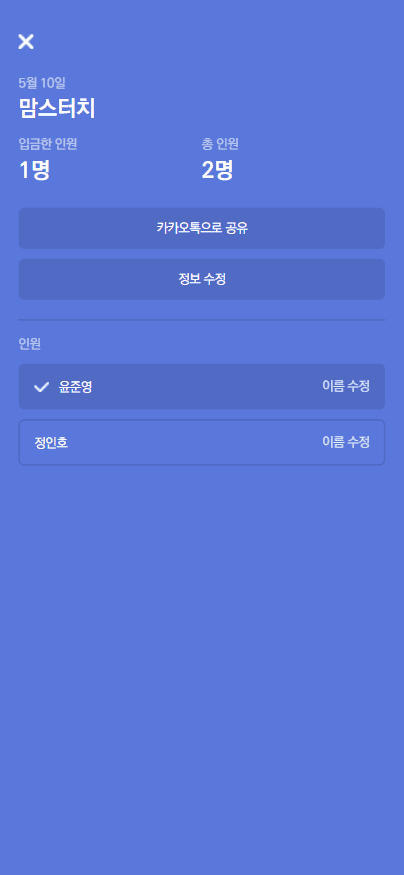 5월 10일
맘스터치
입금한 인원 총 인원
1명 2명
카카오톡으로 공유
정보 수정
인원
윤준영 이름 수정
정인호 이름 수정